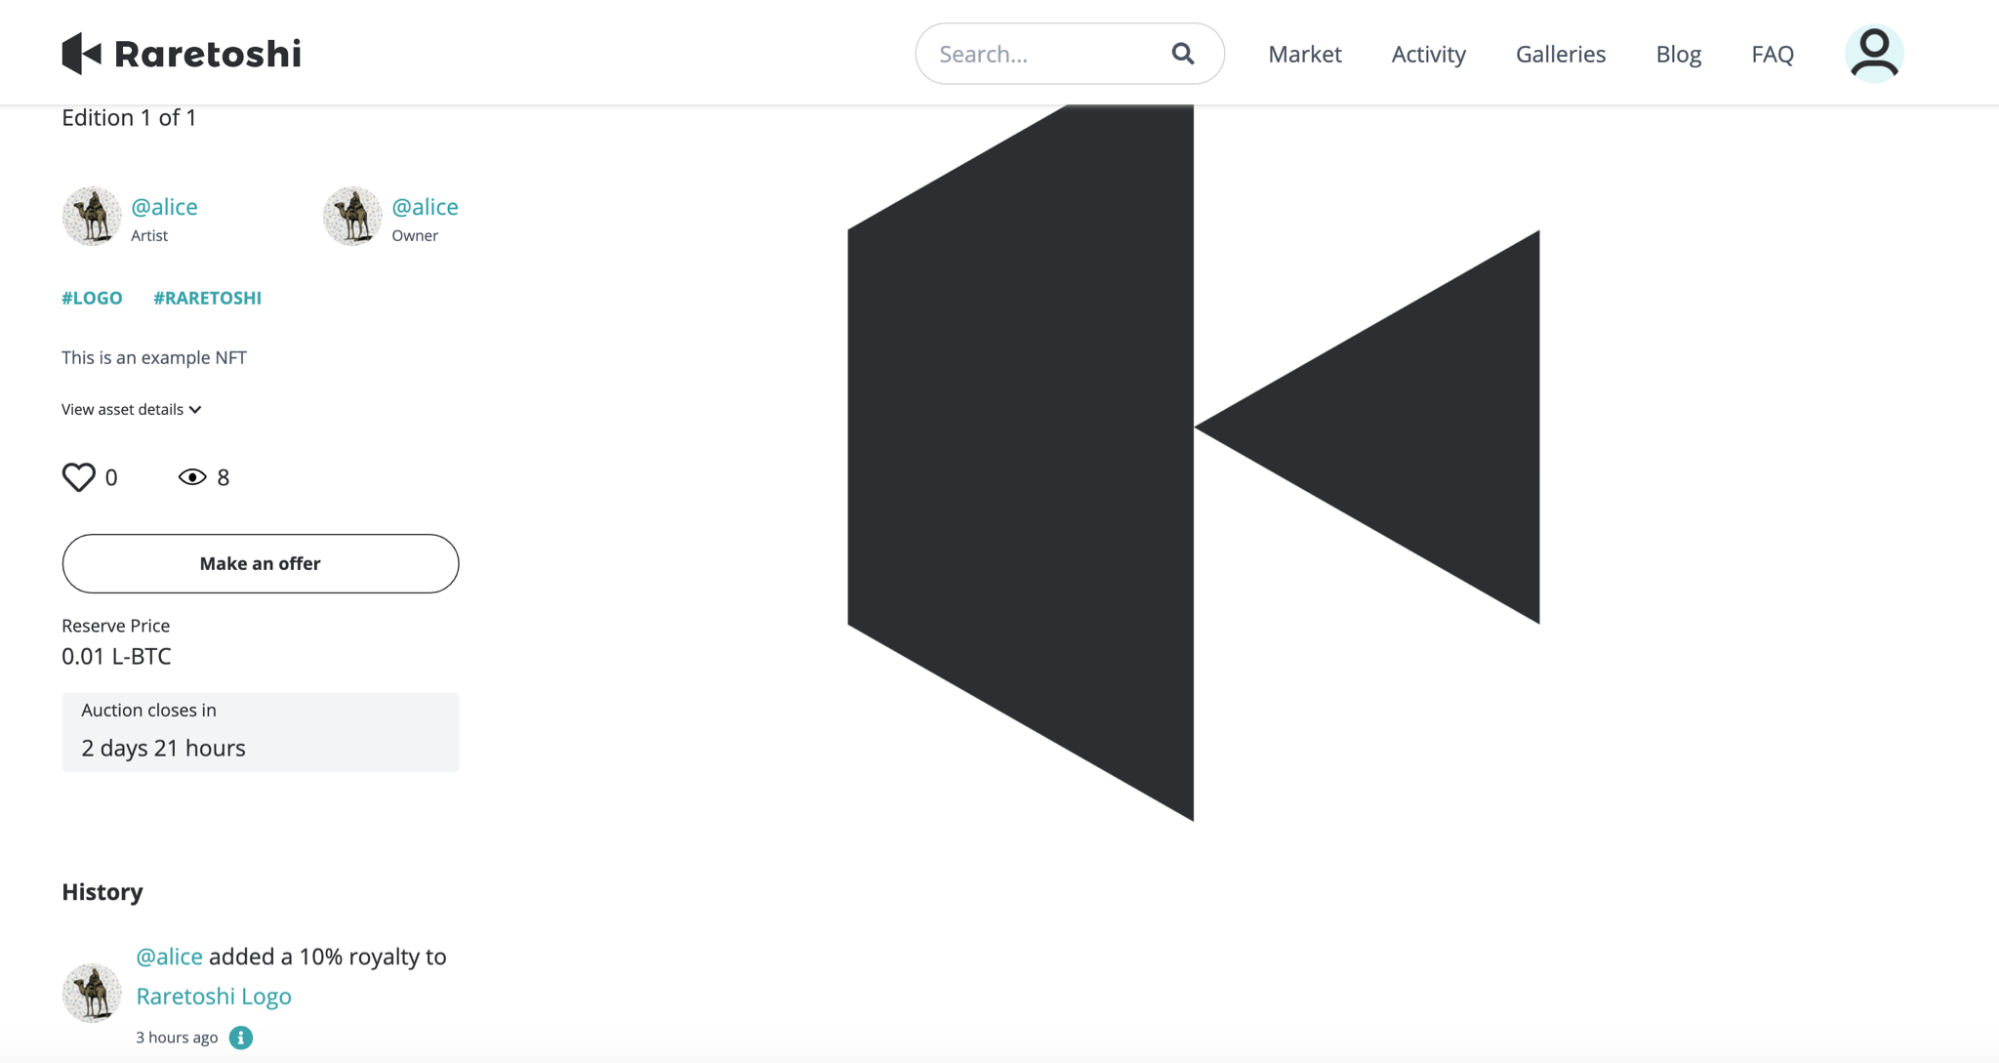 Raretoshi
Search...
Market
Activity
Galleries
Blog
FAQ
Edition 1 of 1
@alice
Artist
@alice
Owner
#LOGO #RARETOSHI
This is an example NFT
View asset details
0
8
Make an offer
Reserve Price
0.01 L-BTC
Auction closes in
2 days 21 hours
History
@alice added a 10% royalty to
Raretoshi Logo
3 hours ago